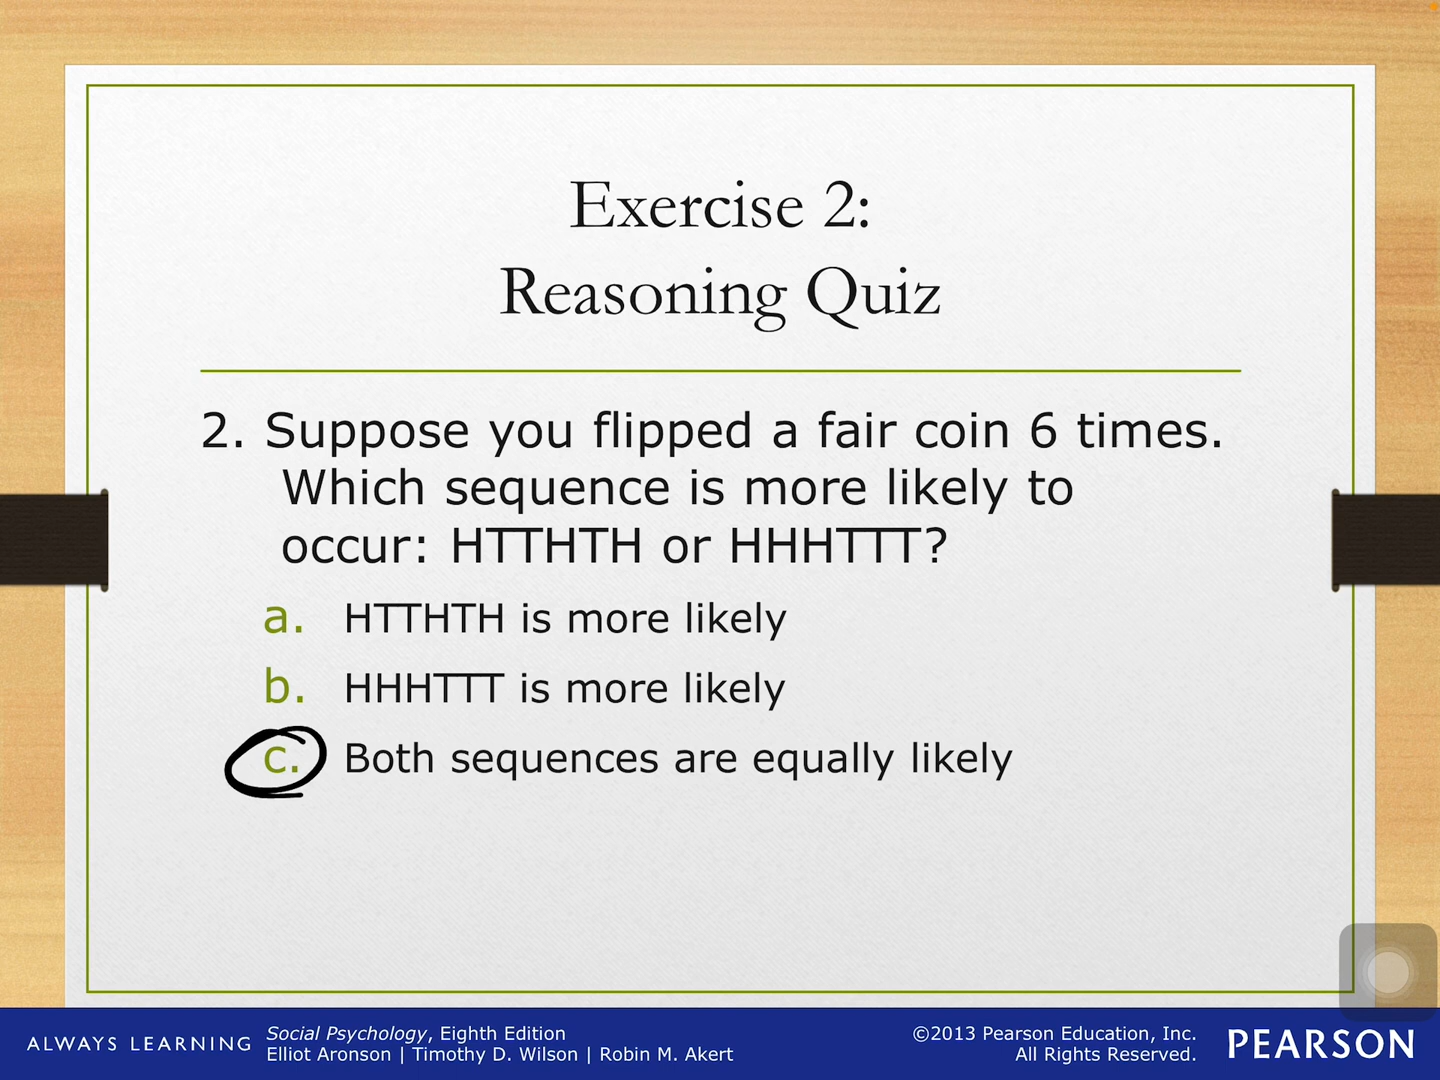 Exercise 2:
Reasoning Quiz
2. Suppose you flipped a fair coin 6 times.
Which sequence is more likely to
occur: HTTHTH or HHHTTT?
a. HTTHTH is more likely
b. HHHTTT is more likely
c. Both sequences are equally likely
ALWAYS LEARNING
Social Psychology, Eighth Edition
Elliot Aronson | Timothy D. Wilson | Robin M. Akert
©2013 Pearson Education, Inc.
All Rights Reserved.
PEARSON